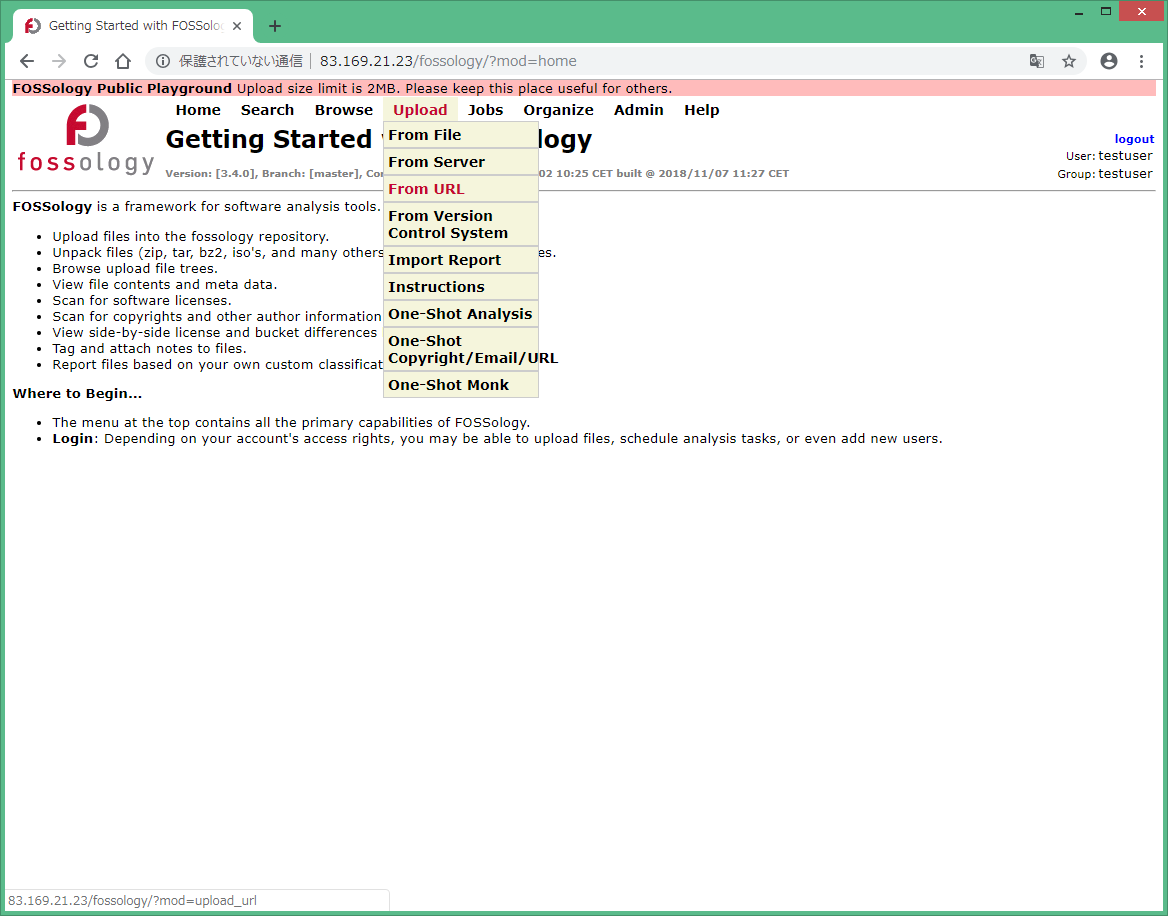 Getting Started with FOSSolo
保護されていない通信 83.169.21.23/fossology/?mod=home
FOSSology Public Playground Upload size limit is 2MB. Please keep this place useful for others.
fossology
Home Search Browse Upload Jobs Organize Admin Help
From File
From Server
From URL
From Version
Control System
Import Report
Instructions
One-Shot Analysis
One-Shot
Copyright/Email/URL
One-Shot Monk
Getting Started logy
Version: [3.4.0], Branch: [master], 02 10:25 CET built @ 2018/11/07 11:27 CET
logout
User: testuser
Group: testuser
FOSSology is a framework for software analysis tools.
Upload files into the fossology repository.
Unpack files (zip, tar, bz2, iso's, and many others es.
Browse upload file trees.
View file contents and meta data.
Scan for software licenses.
Scan for copyrights and other author information
View side-by-side license and bucket differences
Tag and attach notes to files.
Report files based on your own custom classificat
Where to Begin...
The menu at the top contains all the primary capabilities of FOSSology.
Login: Depending on your account's access rights, you may be able to upload files, schedule analysis tasks, or even add new users.
83.169.21.23/fossology/?mod=upload_url